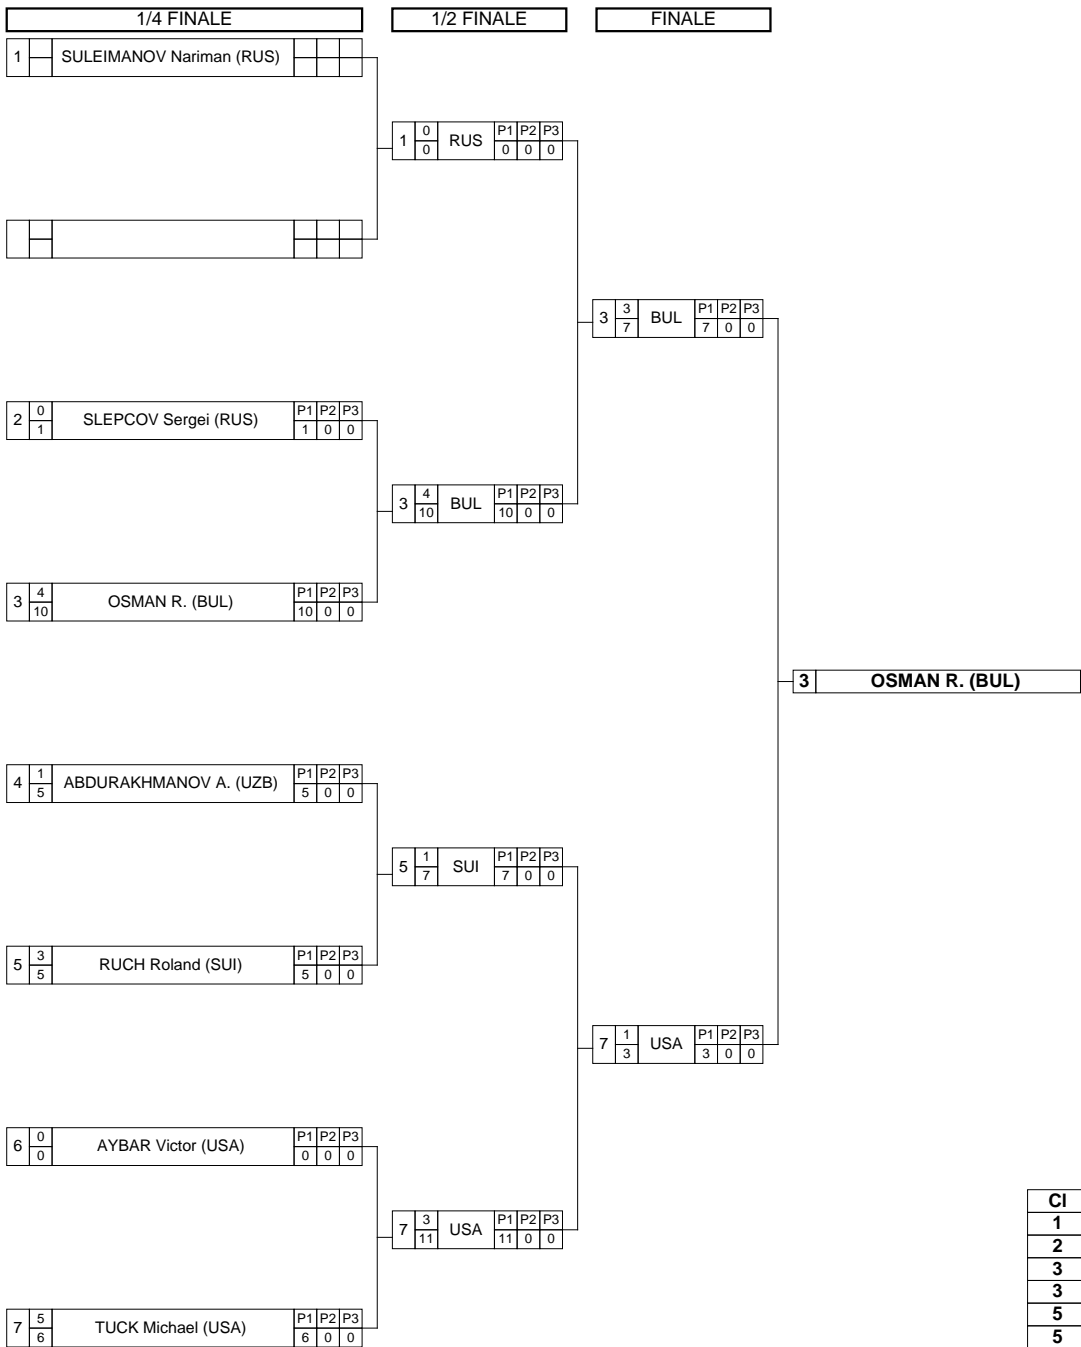 1/4 FINALE 1/2 FINALE FINALE
1 SULEIMANOV Nariman (RUS)
1 0 RUS P1 P2 P3
0 0 0 0
3 3 BUL P1 P2 P3
7 7 0 0
2 0 SLEPCOV Sergei (RUS) P1 P2 P3
1 1 0 0
3 4 BUL P1 P2 P3
10 10 0 0
3 4 OSMAN R. (BUL) P1 P2 P3
10 10 0 0
3 OSMAN R. (BUL)
4 1 ABDURAKHMANOV A. (UZB) P1 P2 P3
5 5 0 0
5 1 SUI P1 P2 P3
7 7 0 0
5 3 RUCH Roland (SUI) P1 P2 P3
5 5 0 0
7 1 USA P1 P2 P3
3 3 0 0
6 0 AYBAR Victor (USA) P1 P2 P3
0 0 0 0
7 3 USA P1 P2 P3
11 11 0 0
7 5 TUCK Michael (USA) P1 P2 P3
6 6 0 0
Cl
1
2
3
3
5
5